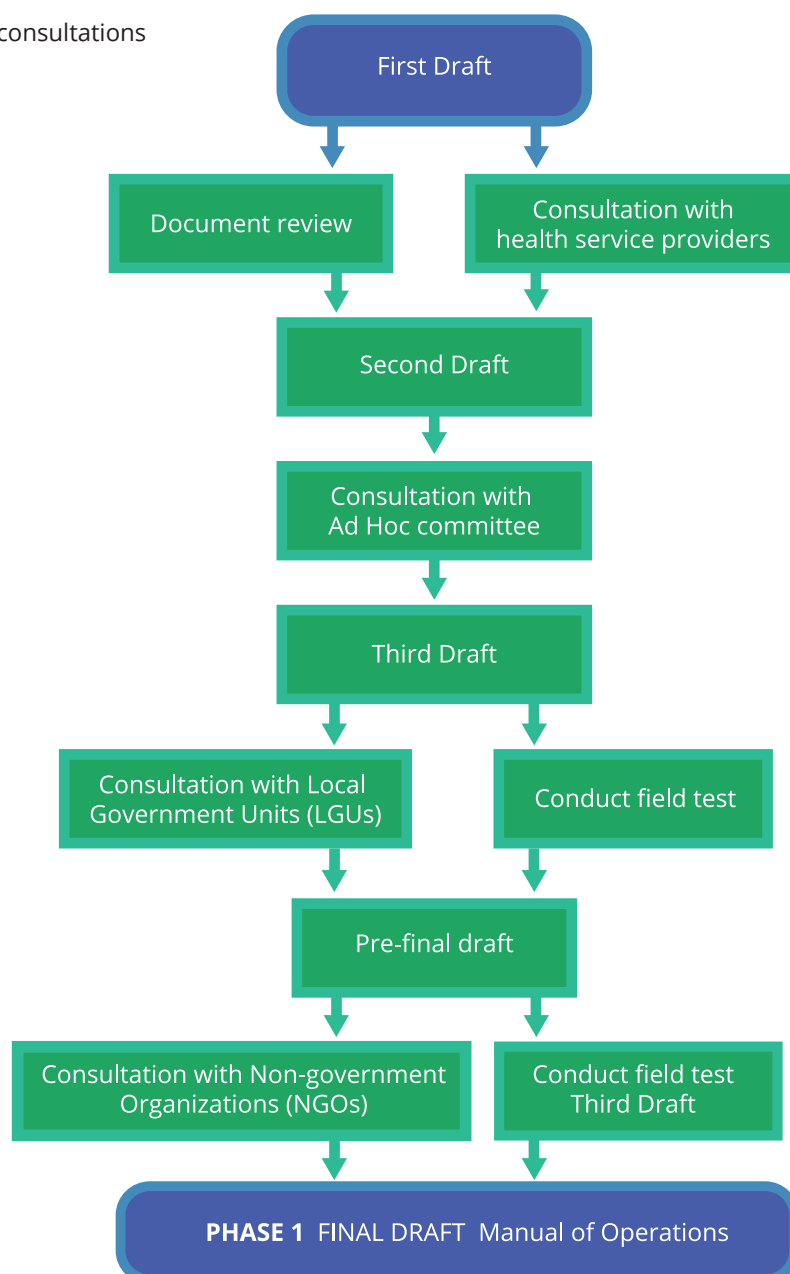 consultations
First Draft
Document review
Consultation with
health service providers
Second Draft
Consultation with
Ad Hoc committee
Third Draft
Consultation with Local
Government Units (LGUs)
Conduct field test
Pre-final draft
Consultation with Non-government
Organizations (NGOs)
Conduct field test
Third Draft
PHASE 1 FINAL DRAFT Manual of Operations